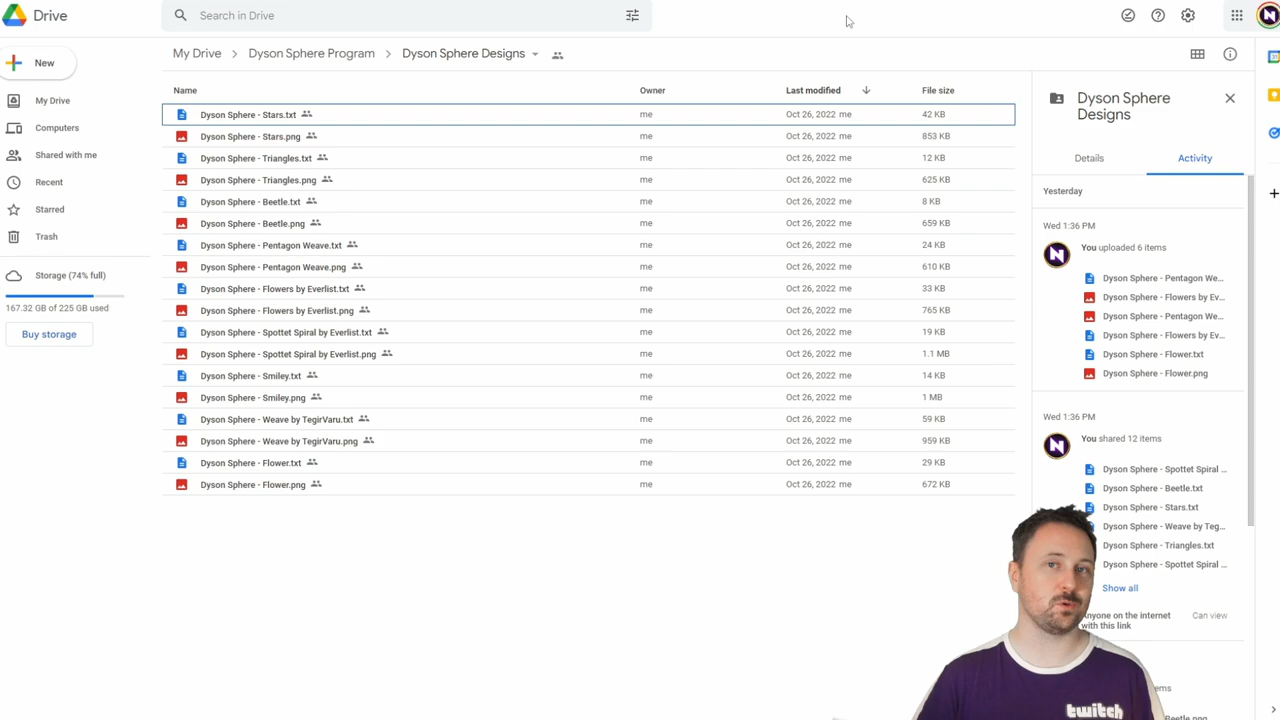 Drive
Search in Drive
New
My Drive
Computers
Shared with me
Recent
Starred
Trash
Storage (74% full)
167.32 GB of 225 GB used
Buy storage
My Drive > Dyson Sphere Program > Dyson Sphere Designs
Name Owner Last modified File size
Dyson Sphere - Stars.txt me Oct 26, 2022 me 42 KB
Dyson Sphere - Stars.png me Oct 26, 2022 me 853 KB
Dyson Sphere - Triangles.txt me Oct 26, 2022 me 12 KB
Dyson Sphere - Triangles.png me Oct 26, 2022 me 625 KB
Dyson Sphere - Beetle.txt me Oct 26, 2022 me 8 KB
Dyson Sphere - Beetle.png me Oct 26, 2022 me 659 KB
Dyson Sphere - Pentagon Weave.txt me Oct 26, 2022 me 24 KB
Dyson Sphere - Pentagon Weave.png me Oct 26, 2022 me 610 KB
Dyson Sphere - Flowers by Everlist.txt me Oct 26, 2022 me 33 KB
Dyson Sphere - Flowers by Everlist.png me Oct 26, 2022 me 765 KB
Dyson Sphere - Spottet Spiral by Everlist.txt me Oct 26, 2022 me 19 KB
Dyson Sphere - Spottet Spiral by Everlist.png me Oct 26, 2022 me 1.1 MB
Dyson Sphere - Smiley.txt me Oct 26, 2022 me 14 KB
Dyson Sphere - Smiley.png me Oct 26, 2022 me 1 MB
Dyson Sphere - Weave by TegirVaru.txt me Oct 26, 2022 me 59 KB
Dyson Sphere - Weave by TegirVaru.png me Oct 26, 2022 me 959 KB
Dyson Sphere - Flower.txt me Oct 26, 2022 me 29 KB
Dyson Sphere - Flower.png me Oct 26, 2022 me 672 KB
Dyson Sphere
Designs
Details Activity
Yesterday
Wed 1:36 PM
You uploaded 6 items
Dyson Sphere - Pentagon We...
Dyson Sphere - Flowers by Ev...
Dyson Sphere - Pentagon We...
Dyson Sphere - Flowers by Ev...
Dyson Sphere - Flower.txt
Dyson Sphere - Flower.png
Wed 1:36 PM
You shared 12 items
Dyson Sphere - Spottet Spiral ...
Dyson Sphere - Beetle.txt
Dyson Sphere - Stars.txt
Dyson Sphere - Weave by Teg...
Dyson Sphere - Triangles.txt
Dyson Sphere - Spottet Spiral ...
Show all
Anyone on the internet Can view
with this link
twitch